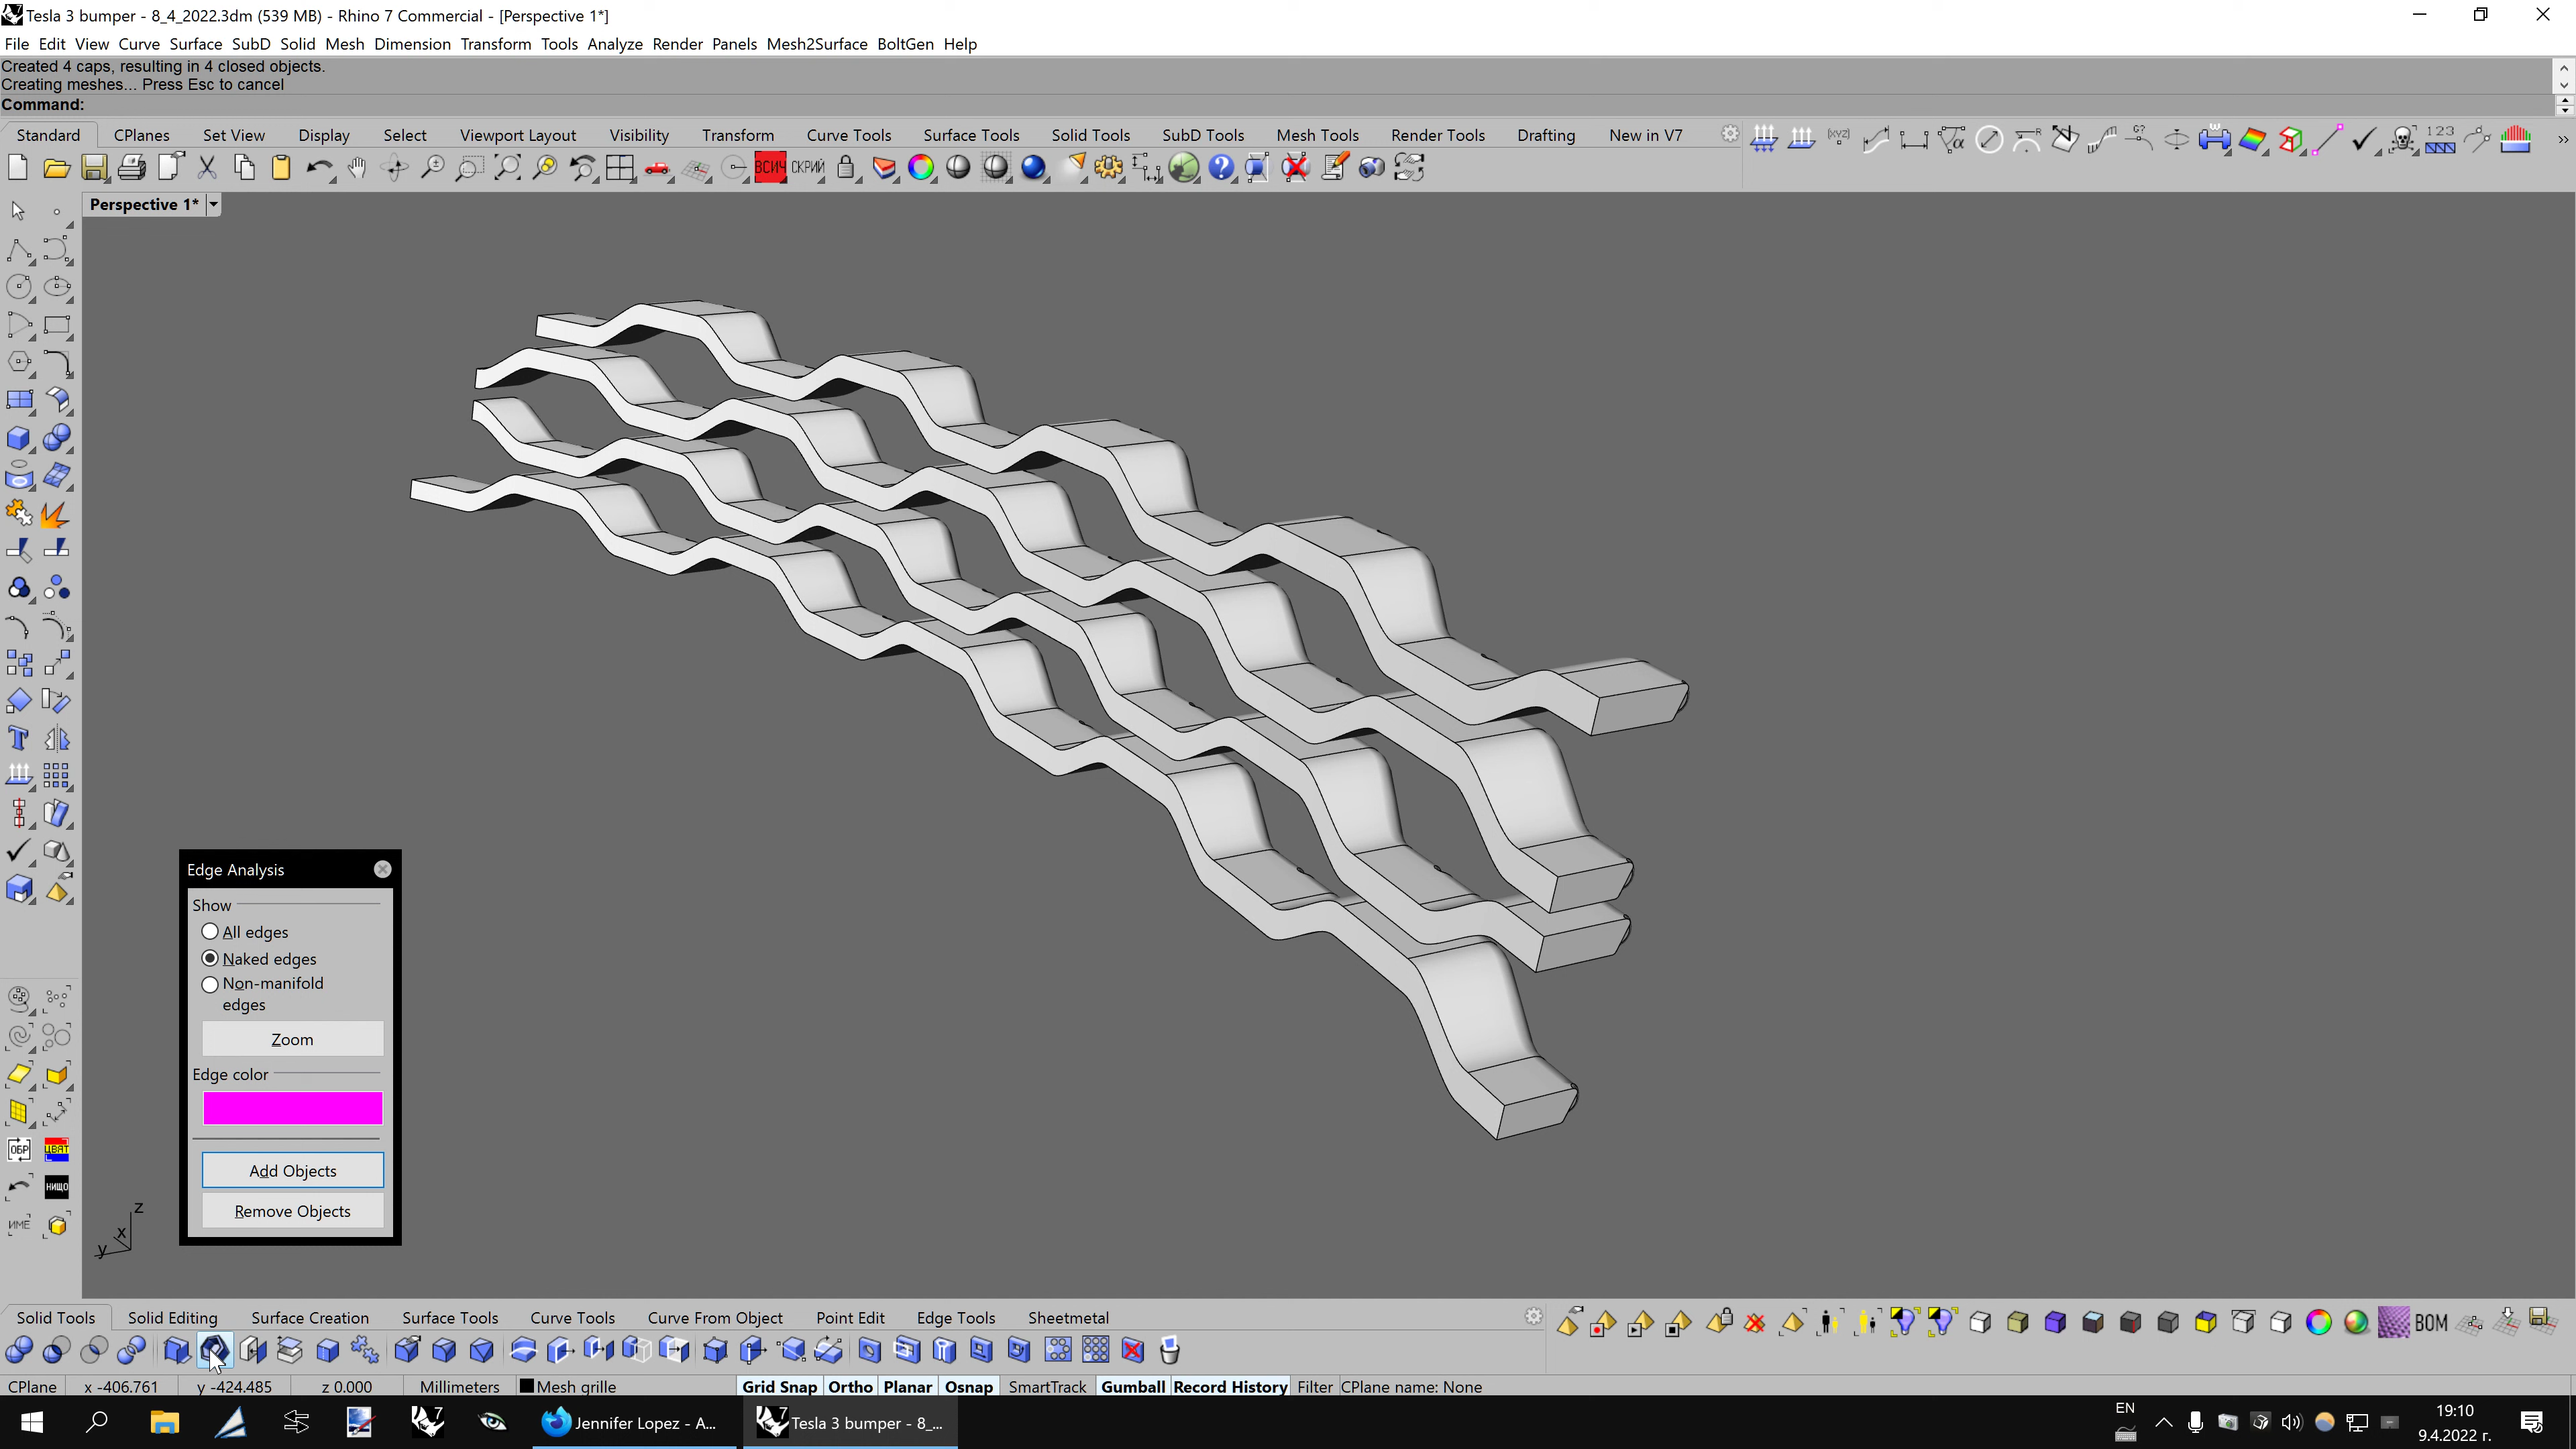 Tesla 3 bumper - 8_4_2022.3dm (539 MB) - Rhino 7 Commercial - [Perspective 1*]
File Edit View Curve Surface SubD Solid Mesh Dimension Transform Tools Analyze Render Panels Mesh2Surface BoltGen Help
Created 4 caps, resulting in 4 closed objects.
Creating meshes... Press Esc to cancel
Command:
Standard CPlanes Set View Display Select Viewport Layout Visibility Transform Curve Tools Surface Tools Solid Tools SubD Tools Mesh Tools Render Tools Drafting New in V7
ВСИЧ СКРИЙ
Perspective 1*
Edge Analysis
Show
All edges
Naked edges
Non-manifold
edges
Zoom
Edge color
Add Objects
Remove Objects
ОБР ЦВЯТ
НИЩО
ИМЕ
z
x
y
Solid Tools Solid Editing Surface Creation Surface Tools Curve Tools Curve From Object Point Edit Edge Tools Sheetmetal
BOM
CPlane x -406.761 y -424.485 z 0.000 Millimeters Mesh grille Grid Snap Ortho Planar Osnap SmartTrack Gumball Record History Filter CPlane name: None
Jennifer Lopez - A... Tesla 3 bumper - 8_...
EN
19:10
9.4.2022 г.